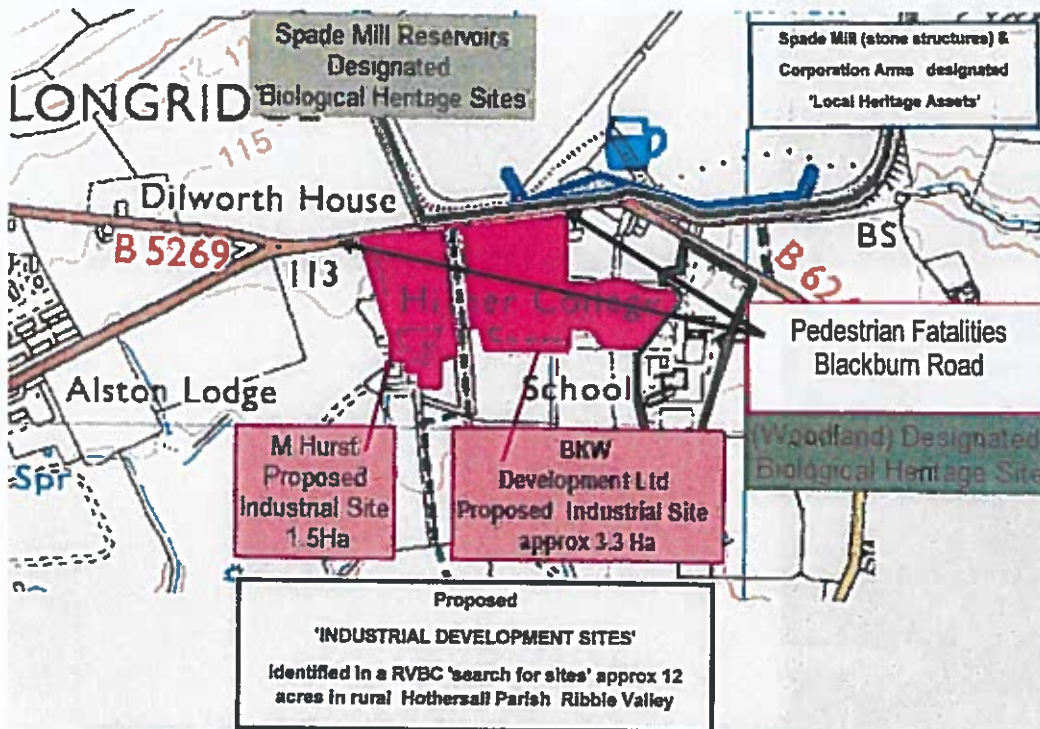 Spade Mill Reservoirs
Designated
Biological Heritage Sites
Spade Mill (stone structures) &
Corporation Arms designated
'Local Heritage Assets'
LONGRID
115
Dilworth House
B 5269
113
BS
B 62
Higher College
School
Alston Lodge
Spr
Pedestrian Fatalities
Blackburn Road
(Woodland) Designated
Biological Heritage Site
M Hurst
Proposed
Industrial Site
1.5Ha
BKW
Development Ltd
Proposed Industrial Site
approx 3.3 Ha
Proposed
'INDUSTRIAL DEVELOPMENT SITES'
identified in a RVBC 'search for sites' approx 12
acres in rural Hothersall Parish Ribble Valley